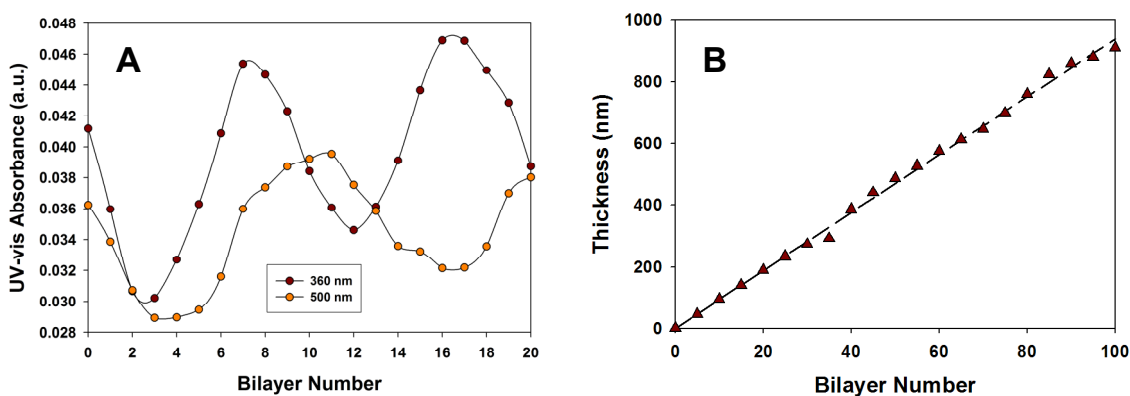 A
UV-vis Absorbance (a.u.)
0.048
0.046
0.044
0.042
0.040
0.038
0.036
0.034
0.032
0.030
0.028
360 nm
500 nm
0 2 4 6 8 10 12 14 16 18 20
Bilayer Number
B
Thickness (nm)
1000
800
600
400
200
0
0 20 40 60 80 100
Bilayer Number